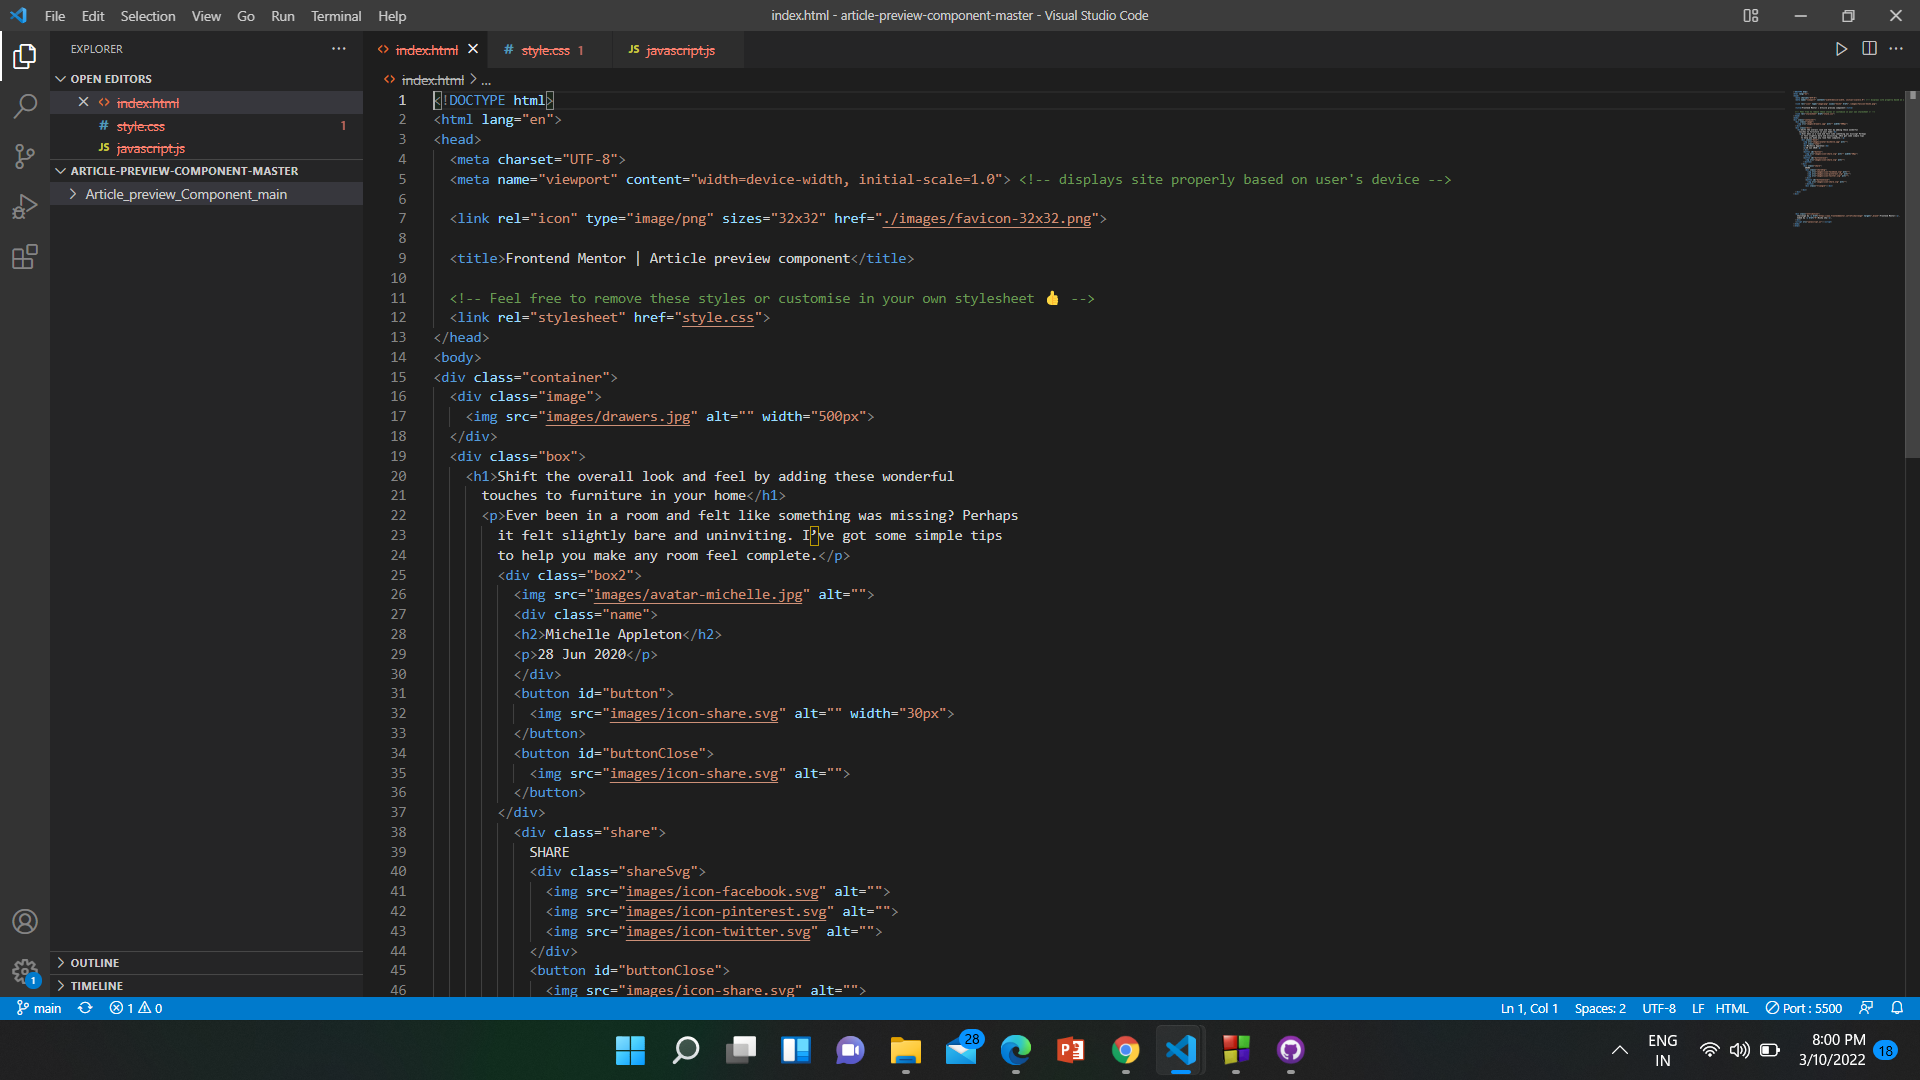 File Edit Selection View Go Run Terminal Help
index.html - article-preview-component-master - Visual Studio Code
EXPLORER
OPEN EDITORS
index.html
style.css 1
javascript.js
ARTICLE-PREVIEW-COMPONENT-MASTER
Article_preview_Component_main
OUTLINE
TIMELINE
index.html
style.css 1
JS javascript.js
index.html > ...
1 <!DOCTYPE html>
2 <html lang="en">
3 <head>
4 <meta charset="UTF-8">
5 <meta name="viewport" content="width=device-width, initial-scale=1.0"> <!-- displays site properly based on user's device -->
6
7 <link rel="icon" type="image/png" sizes="32x32" href="./images/favicon-32x32.png">
8
9 <title>Frontend Mentor | Article preview component</title>
10
11 <!-- Feel free to remove these styles or customise in your own stylesheet 👍 -->
12 <link rel="stylesheet" href="style.css">
13 </head>
14 <body>
15 <div class="container">
16 <div class="image">
17 <img src="images/drawers.jpg" alt="" width="500px">
18 </div>
19 <div class="box">
20 <h1>Shift the overall look and feel by adding these wonderful
21 touches to furniture in your home</h1>
22 <p>Ever been in a room and felt like something was missing? Perhaps
23 it felt slightly bare and uninviting. I’ve got some simple tips
24 to help you make any room feel complete.</p>
25 <div class="box2">
26 <img src="images/avatar-michelle.jpg" alt="">
27 <div class="name">
28 <h2>Michelle Appleton</h2>
29 <p>28 Jun 2020</p>
30 </div>
31 <button id="button">
32 <img src="images/icon-share.svg" alt="" width="30px">
33 </button>
34 <button id="buttonClose">
35 <img src="images/icon-share.svg" alt="">
36 </button>
37 </div>
38 <div class="share">
39 SHARE
40 <div class="shareSvg">
41 <img src="images/icon-facebook.svg" alt="">
42 <img src="images/icon-pinterest.svg" alt="">
43 <img src="images/icon-twitter.svg" alt="">
44 </div>
45 <button id="buttonClose">
46 <img src="images/icon-share.svg" alt="">
1
main 1 0
Ln 1, Col 1 Spaces: 2 UTF-8 LF HTML Port : 5500
28
ENG
IN
8:00 PM
3/10/2022
18